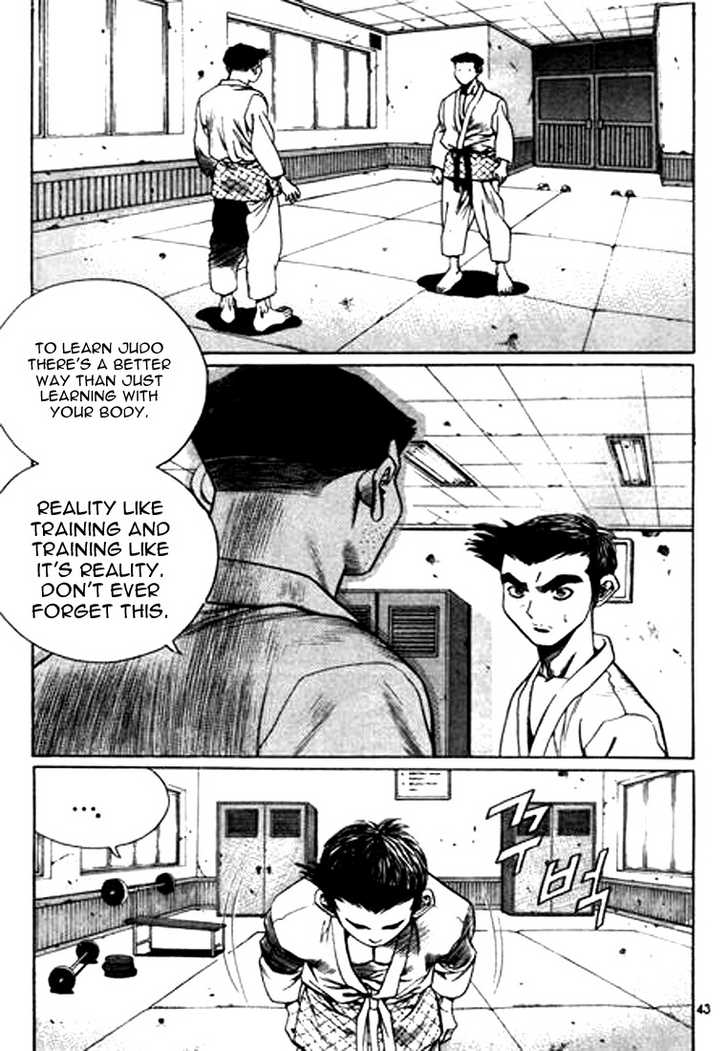 TO LEARN JUDO
THERE'S A BETTER
WAY THAN JUST
LEARNING WITH
YOUR BODY.
REALITY LIKE
TRAINING AND
TRAINING LIKE
IT'S REALITY.
DON'T EVER
FORGET THIS.
...
꾸벅
43